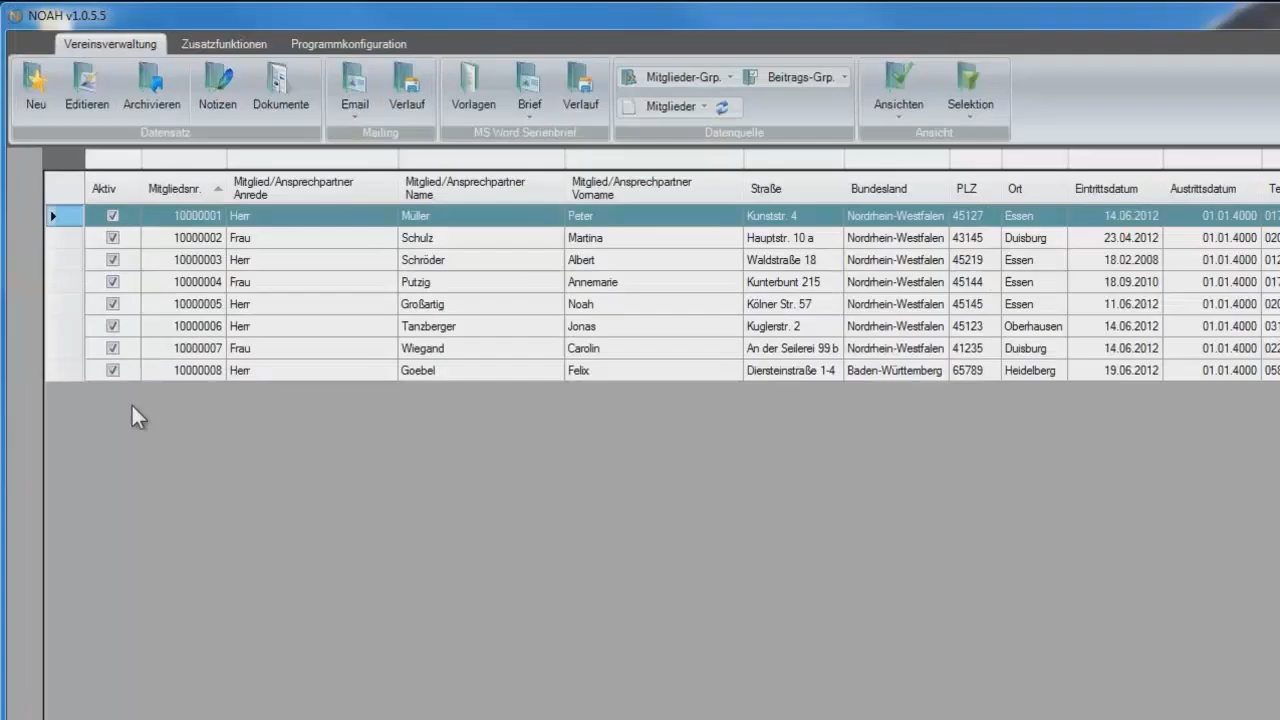 NOAH v1.0.5.5
Vereinsverwaltung Zusatzfunktionen Programmkonfiguration
Neu Editieren Archivieren Notizen Dokumente Email Verlauf Vorlagen Brief Verlauf Mitglieder-Grp. Beitrags-Grp. Mitglieder Ansichten Selektion
Datensatz Mailing MS Word Serienbrief Datenquelle Ansicht
Aktiv Mitgliedsnr. Mitglied/Ansprechpartner Anrede Mitglied/Ansprechpartner Name Mitglied/Ansprechpartner Vorname Straße Bundesland PLZ Ort Eintrittsdatum Austrittsdatum Te
10000001 Herr Müller Peter Kunststr. 4 Nordrhein-Westfalen 45127 Essen 14.06.2012 01.01.4000 017
10000002 Frau Schulz Martina Hauptstr. 10 a Nordrhein-Westfalen 43145 Duisburg 23.04.2012 01.01.4000 020
10000003 Herr Schröder Albert Waldstraße 18 Nordrhein-Westfalen 45219 Essen 18.02.2008 01.01.4000 012
10000004 Frau Putzig Annemarie Kunterbunt 215 Nordrhein-Westfalen 45144 Essen 18.09.2010 01.01.4000 017
10000005 Herr Großartig Noah Kölner Str. 57 Nordrhein-Westfalen 45145 Essen 11.06.2012 01.01.4000 020
10000006 Herr Tanzberger Jonas Kuglerstr. 2 Nordrhein-Westfalen 45123 Oberhausen 14.06.2012 01.01.4000 031
10000007 Frau Wiegand Carolin An der Seilerei 99 b Nordrhein-Westfalen 41235 Duisburg 14.06.2012 01.01.4000 022
10000008 Herr Goebel Felix Diersteinstraße 1-4 Baden-Württemberg 65789 Heidelberg 19.06.2012 01.01.4000 058